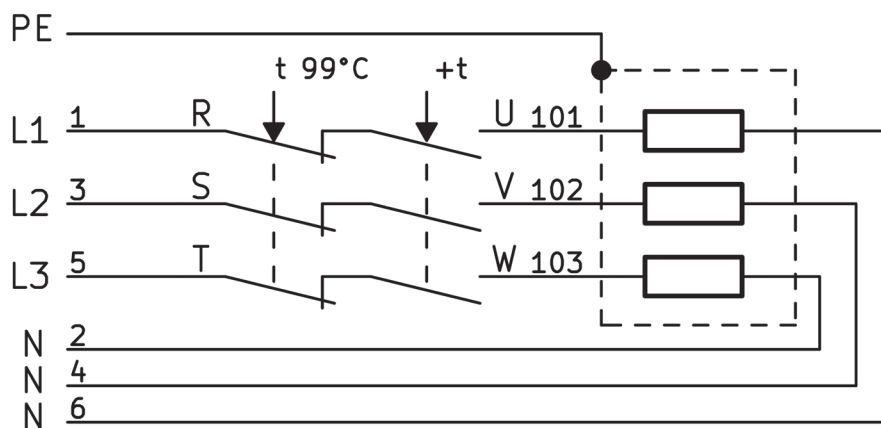 PE
t 99°C +t
L1 1 R U 101
L2 3 S V 102
L3 5 T W 103
N 2
N 4
N 6